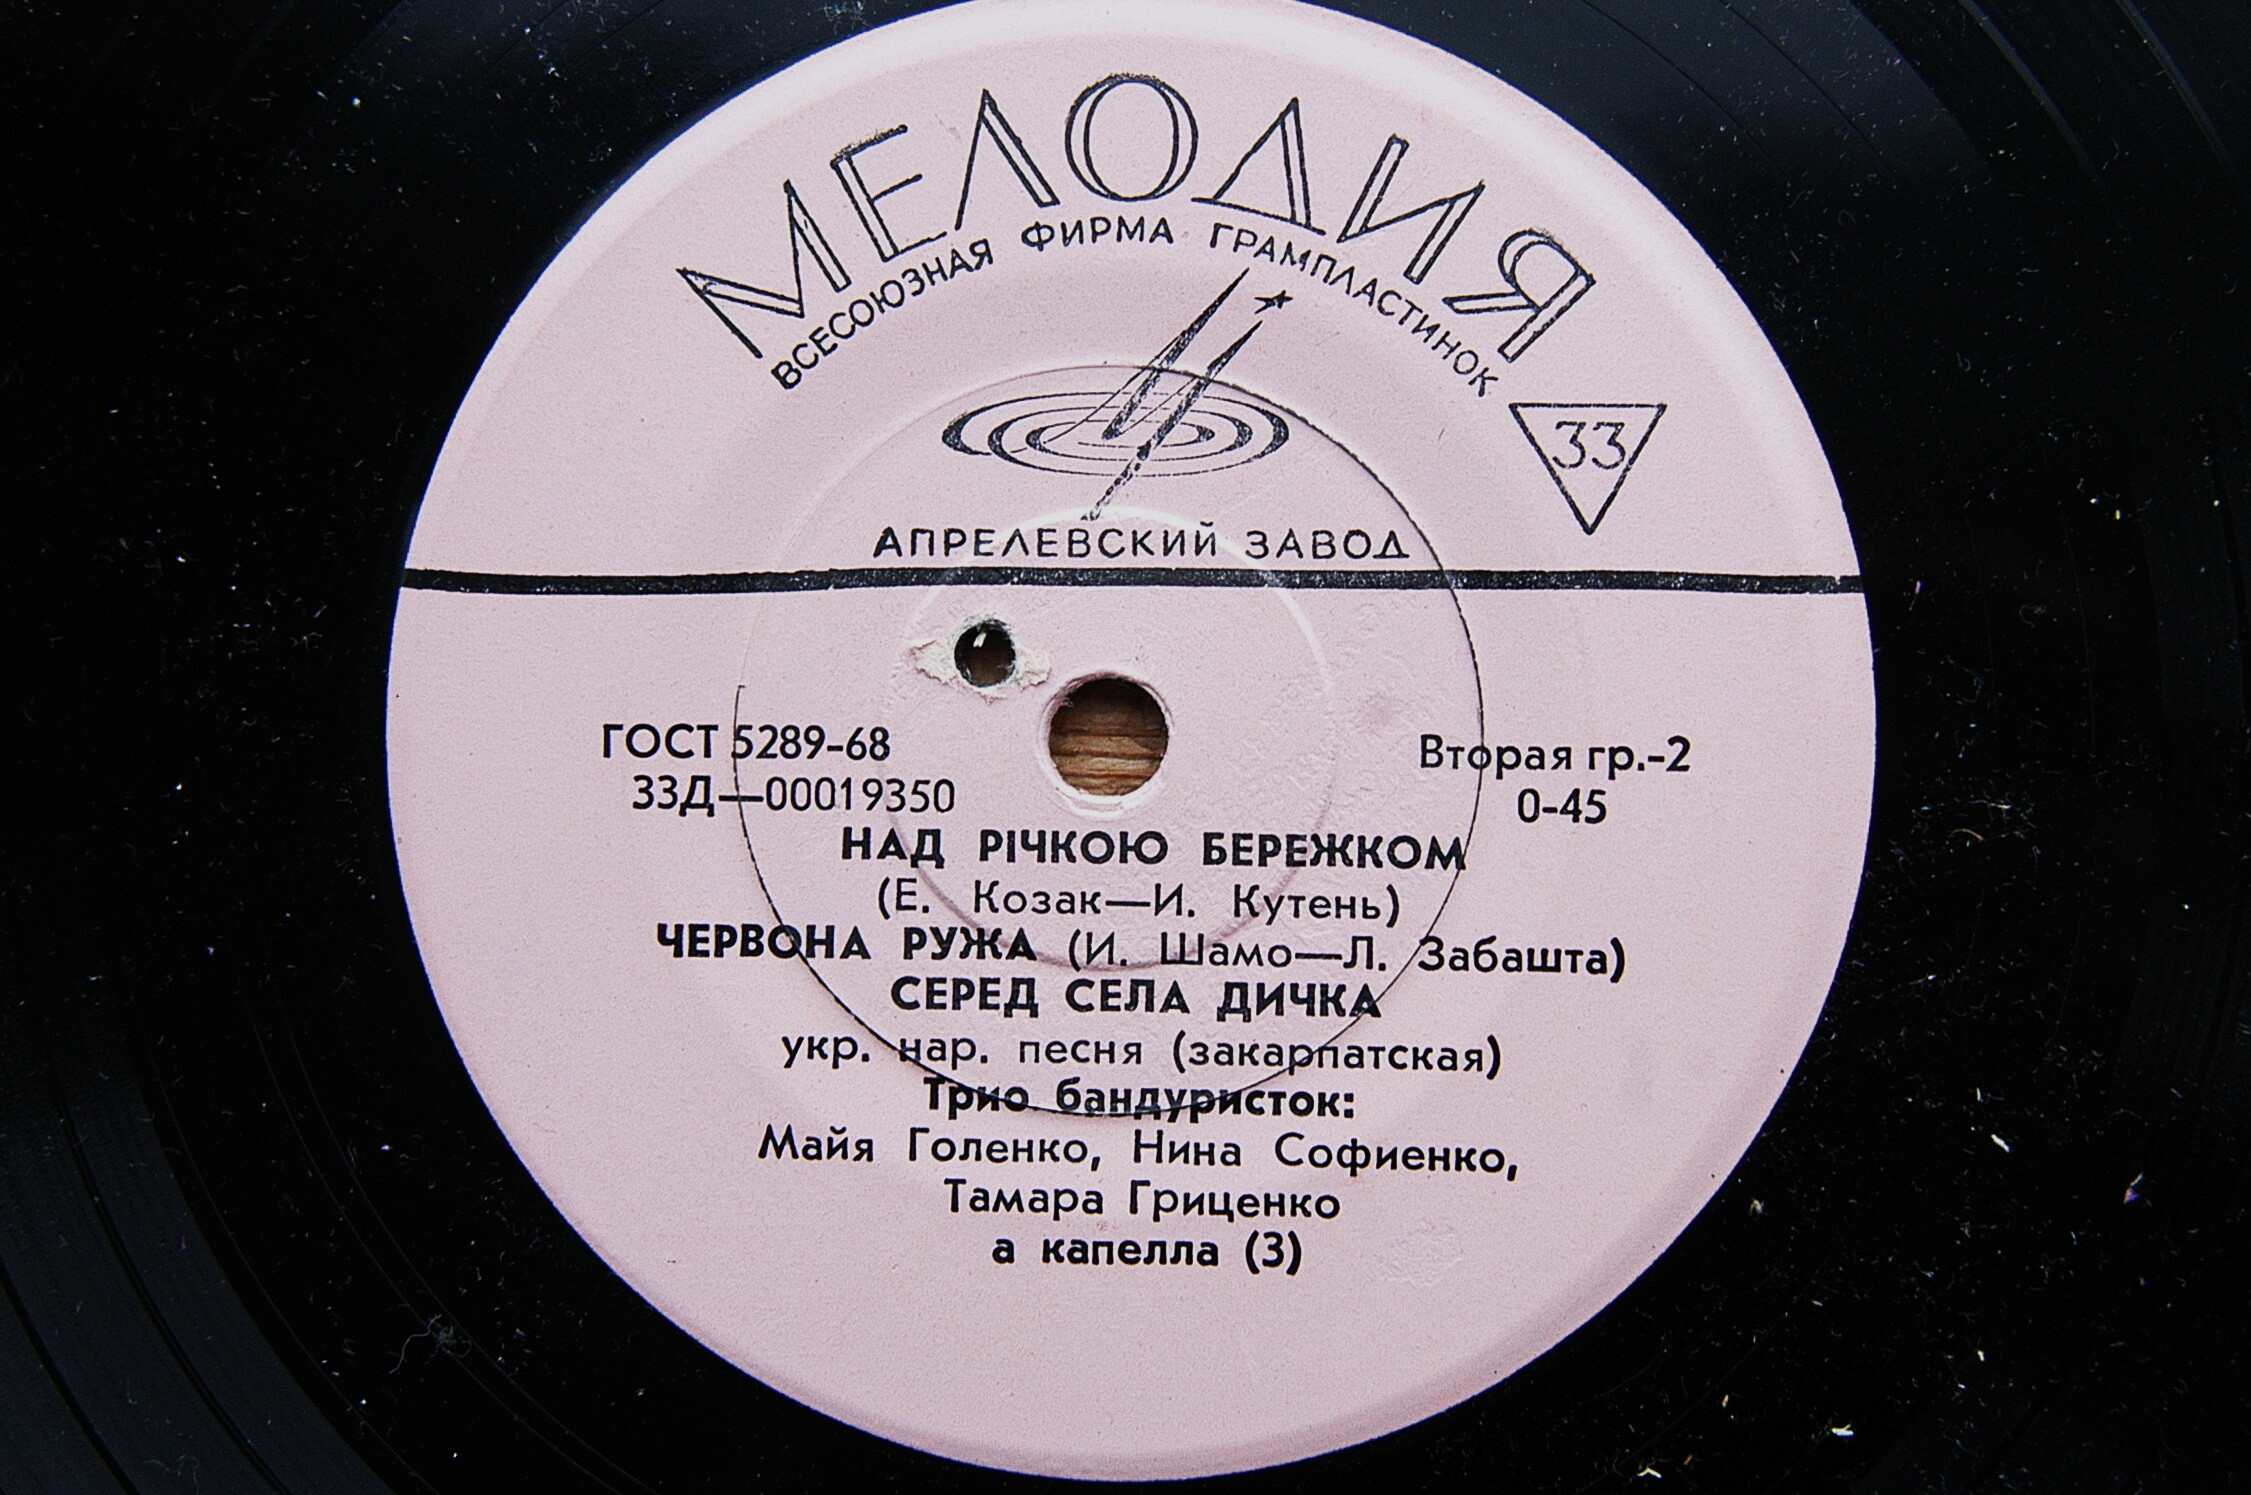 МЕЛОДИЯ
ВСЕСОЮЗНАЯ ФИРМА ГРАМПЛАСТИНОК
33
АПРЕЛЕВСКИЙ ЗАВОД
ГОСТ 5289-68
33Д—00019350
Вторая гр.-2
0-45
НАД РІЧКОЮ БЕРЕЖКОМ
(Е. Козак—И. Кутень)
ЧЕРВОНА РУЖА (И. Шамо—Л. Забашта)
СЕРЕД СЕЛА ДИЧКА
укр. нар. песня (закарпатская)
Трио бандуристок:
Майя Голенко, Нина Софиенко,
Тамара Гриценко
а капелла (3)